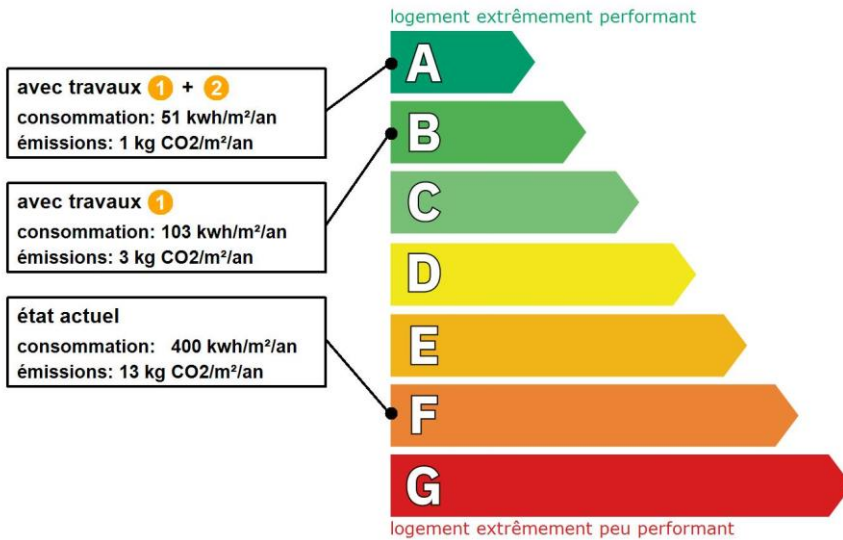 logement extrêmement performant
avec travaux 1 + 2
consommation: 51 kwh/m²/an
émissions: 1 kg CO2/m²/an
avec travaux 1
consommation: 103 kwh/m²/an
émissions: 3 kg CO2/m²/an
état actuel
consommation: 400 kwh/m²/an
émissions: 13 kg CO2/m²/an
A
B
C
D
E
F
G
logement extrêmement peu performant